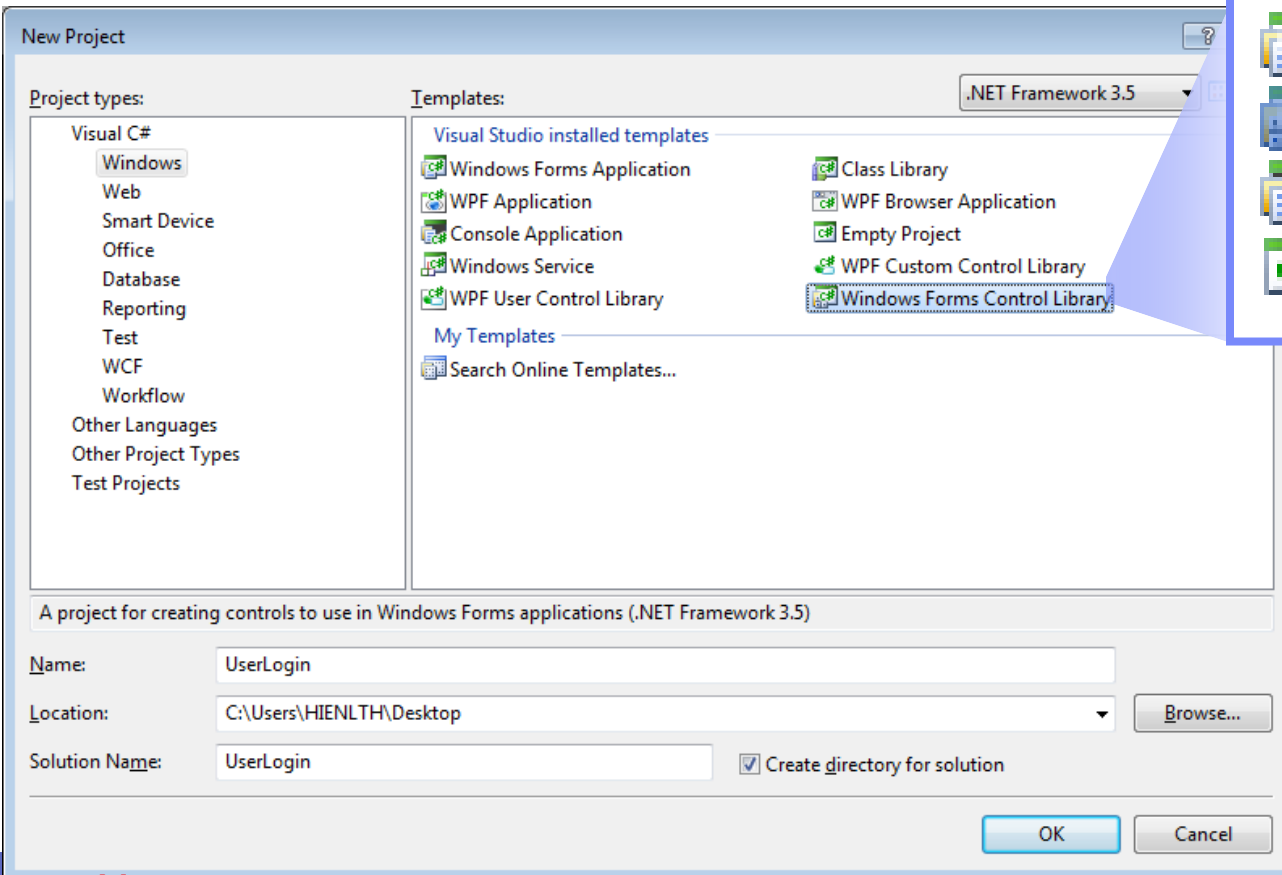 New Project
Project types:
Templates:
.NET Framework 3.5
Visual C#
Windows
Web
Smart Device
Office
Database
Reporting
Test
WCF
Workflow
Other Languages
Other Project Types
Test Projects
Visual Studio installed templates
Windows Forms Application
Class Library
WPF Application
WPF Browser Application
Console Application
Empty Project
Windows Service
WPF Custom Control Library
WPF User Control Library
Windows Forms Control Library
My Templates
Search Online Templates...
A project for creating controls to use in Windows Forms applications (.NET Framework 3.5)
Name:
UserLogin
Location:
C:\Users\HIENLTH\Desktop
Browse...
Solution Name:
UserLogin
Create directory for solution
OK
Cancel